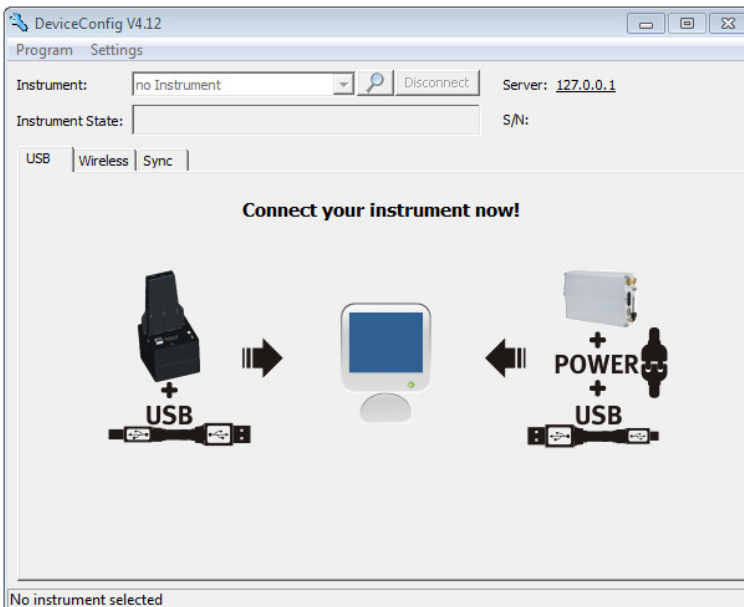 DeviceConfig V4.12
Program Settings
Instrument: no Instrument Disconnect Server: 127.0.0.1
Instrument State: S/N:
USB Wireless Sync
Connect your instrument now!
+
+
POWER
+
+
USB
USB
No instrument selected